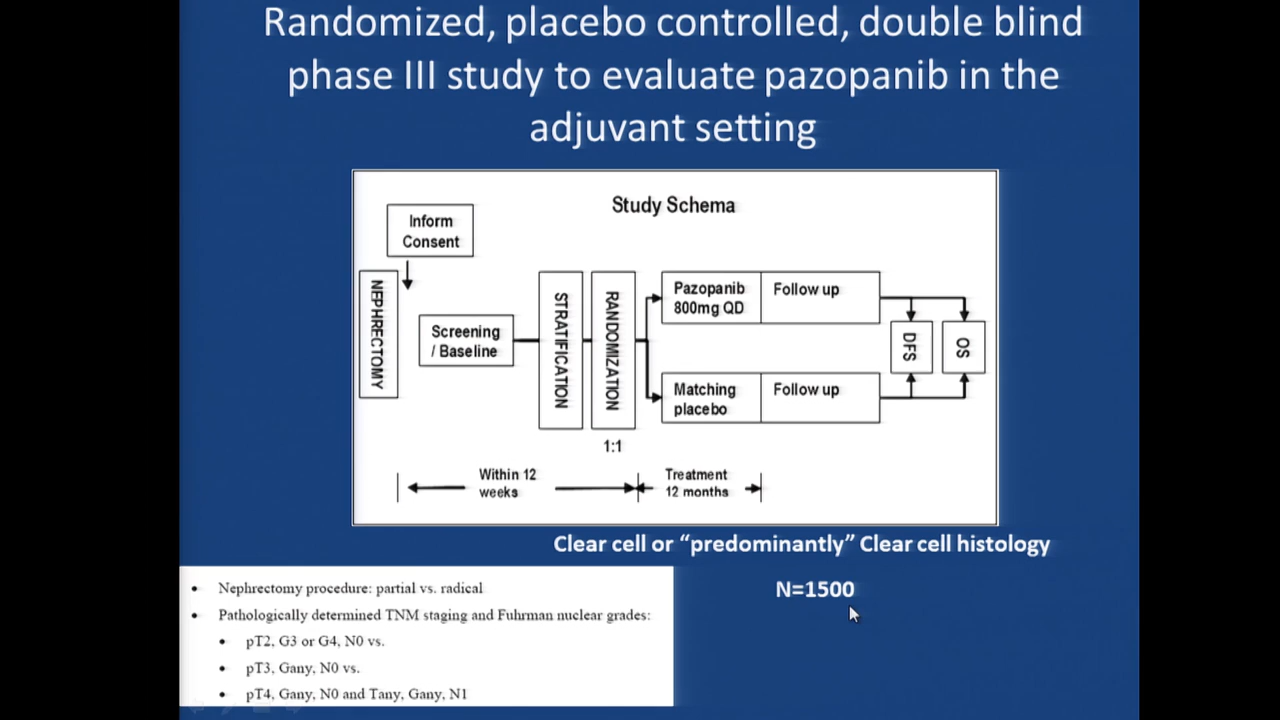 Randomized, placebo controlled, double blind
phase III study to evaluate pazopanib in the
adjuvant setting
Study Schema
Inform
Consent
NEPHRECTOMY
Screening
/ Baseline
STRATIFICATION
RANDOMIZATION
1:1
Pazopanib
800mg QD
Follow up
Matching
placebo
Follow up
DFS
OS
Within 12
weeks
Treatment
12 months
Clear cell or “predominantly” Clear cell histology
N=1500
• Nephrectomy procedure: partial vs. radical
• Pathologically determined TNM staging and Fuhrman nuclear grades:
• pT2, G3 or G4, N0 vs.
• pT3, Gany, N0 vs.
• pT4, Gany, N0 and Tany, Gany, N1